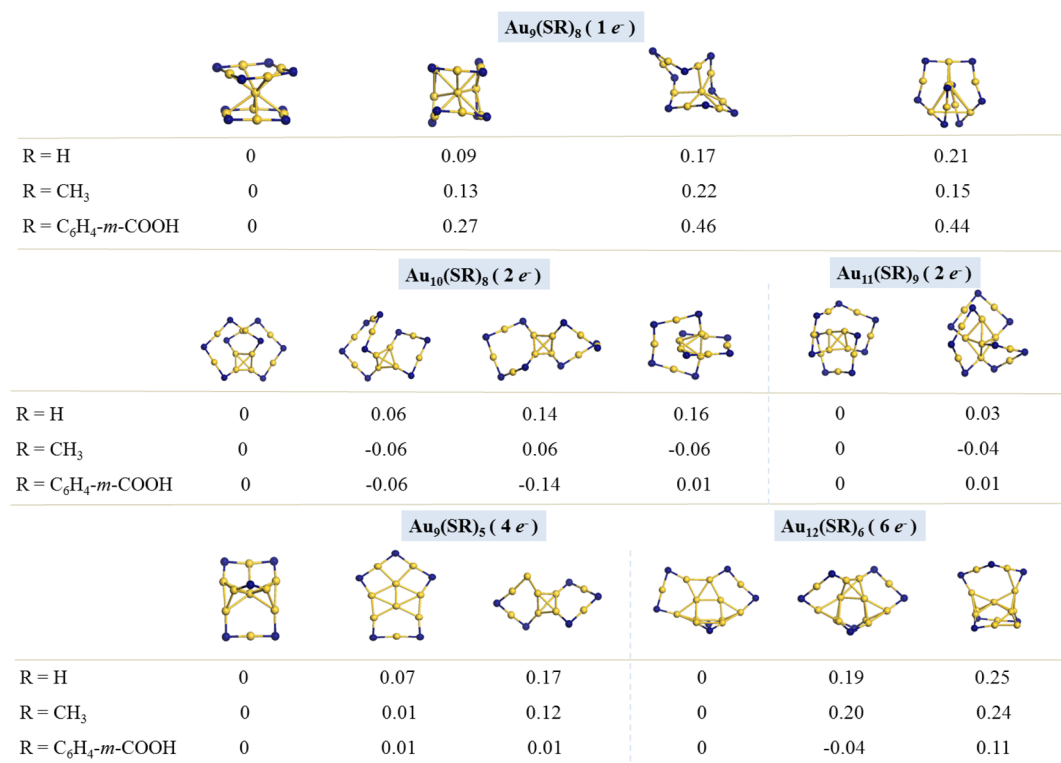 Au₉(SR)₈ ( 1 e⁻ )
R = H 0 0.09 0.17 0.21
R = CH₃ 0 0.13 0.22 0.15
R = C₆H₄-m-COOH 0 0.27 0.46 0.44
Au₁₀(SR)₈ ( 2 e⁻ ) Au₁₁(SR)₉ ( 2 e⁻ )
R = H 0 0.06 0.14 0.16 0 0.03
R = CH₃ 0 -0.06 0.06 -0.06 0 -0.04
R = C₆H₄-m-COOH 0 -0.06 -0.14 0.01 0 0.01
Au₉(SR)₅ ( 4 e⁻ ) Au₁₂(SR)₆ ( 6 e⁻ )
R = H 0 0.07 0.17 0 0.19 0.25
R = CH₃ 0 0.01 0.12 0 0.20 0.24
R = C₆H₄-m-COOH 0 0.01 0.01 0 -0.04 0.11